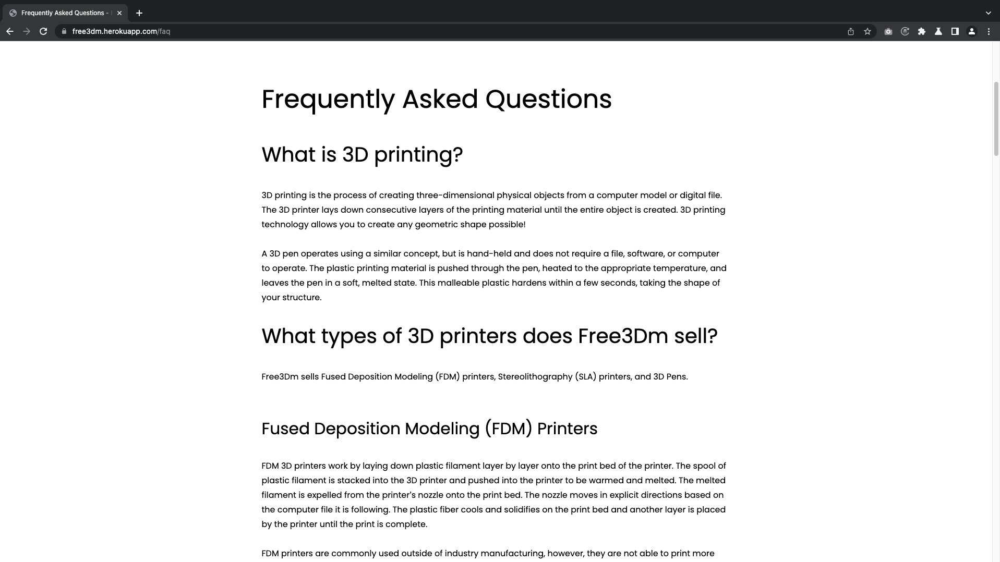 Frequently Asked Questions -
free3dm.herokuapp.com/faq
Frequently Asked Questions
What is 3D printing?
3D printing is the process of creating three-dimensional physical objects from a computer model or digital file.
The 3D printer lays down consecutive layers of the printing material until the entire object is created. 3D printing
technology allows you to create any geometric shape possible!
A 3D pen operates using a similar concept, but is hand-held and does not require a file, software, or computer
to operate. The plastic printing material is pushed through the pen, heated to the appropriate temperature, and
leaves the pen in a soft, melted state. This malleable plastic hardens within a few seconds, taking the shape of
your structure.
What types of 3D printers does Free3Dm sell?
Free3Dm sells Fused Deposition Modeling (FDM) printers, Stereolithography (SLA) printers, and 3D Pens.
Fused Deposition Modeling (FDM) Printers
FDM 3D printers work by laying down plastic filament layer by layer onto the print bed of the printer. The spool of
plastic filament is stacked into the 3D printer and pushed into the printer to be warmed and melted. The melted
filament is expelled from the printer’s nozzle onto the print bed. The nozzle moves in explicit directions based on
the computer file it is following. The plastic fiber cools and solidifies on the print bed and another layer is placed
by the printer until the print is complete.
FDM printers are commonly used outside of industry manufacturing, however, they are not able to print more